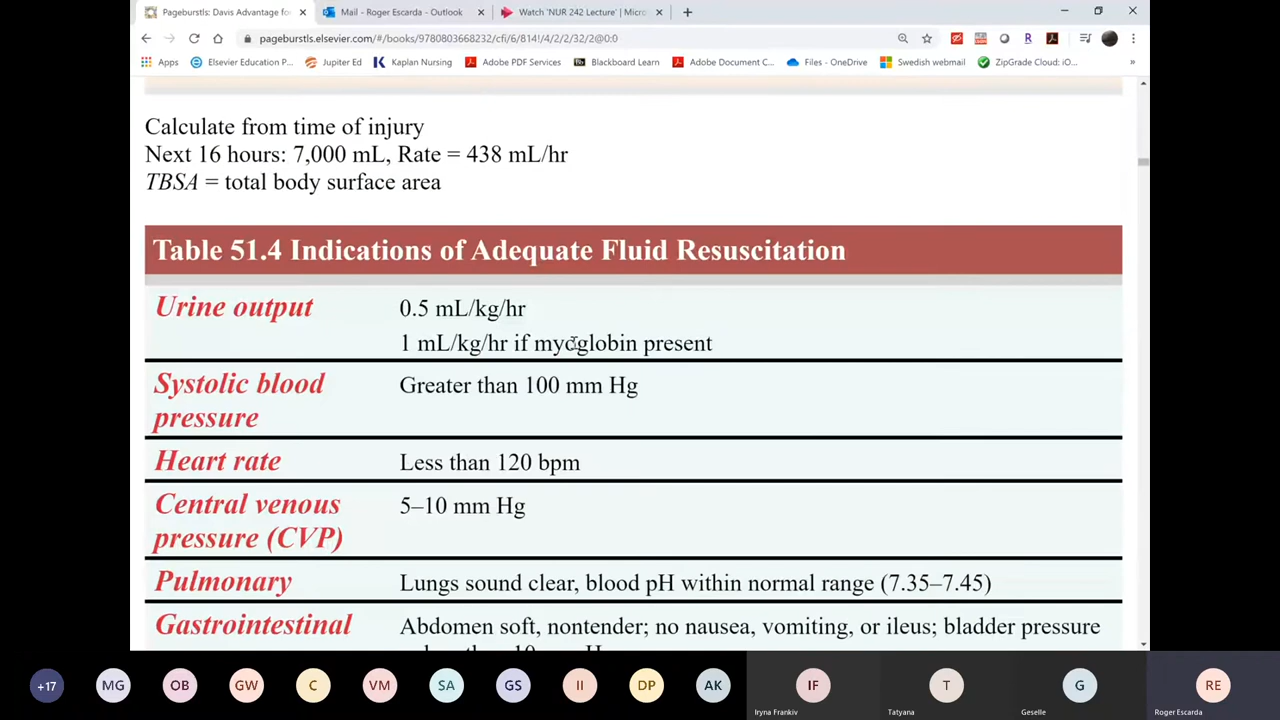 Pageburstls: Davis Advantage fo
Mail - Roger Escarda - Outlook
Watch 'NUR 242 Lecture' | Micr
pageburstls.elsevier.com/#/books/9780803668232/cfi/6/814!/4/2/2/32/2@0:0
Apps
Elsevier Education P...
Jupiter Ed
Kaplan Nursing
Adobe PDF Services
Blackboard Learn
Adobe Document C...
Files - OneDrive
Swedish webmail
ZipGrade Cloud: iO...
Calculate from time of injury
Next 16 hours: 7,000 mL, Rate = 438 mL/hr
TBSA = total body surface area
Table 51.4 Indications of Adequate Fluid Resuscitation
Urine output
0.5 mL/kg/hr
1 mL/kg/hr if myoglobin present
Systolic blood
pressure
Greater than 100 mm Hg
Heart rate
Less than 120 bpm
Central venous
pressure (CVP)
5–10 mm Hg
Pulmonary
Lungs sound clear, blood pH within normal range (7.35–7.45)
Gastrointestinal
Abdomen soft, nontender; no nausea, vomiting, or ileus; bladder pressure
+17
MG
OB
GW
C
VM
SA
GS
II
DP
AK
IF
T
G
RE
Iryna Frankiv
Tatyana
Geselle
Roger Escarda